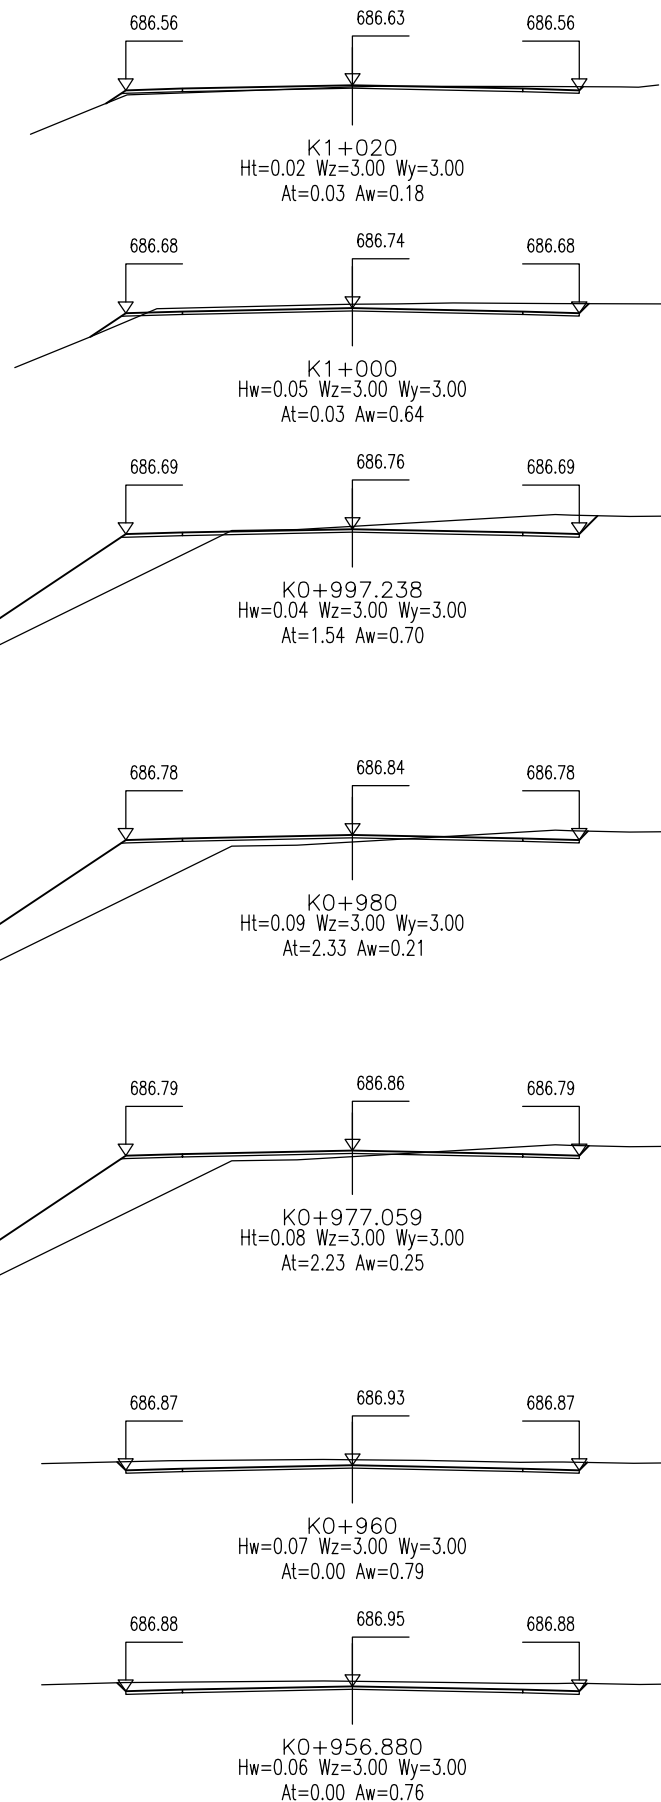 686.56 686.63 686.56
K1+020
Ht=0.02 Wz=3.00 Wy=3.00
At=0.03 Aw=0.18
686.68 686.74 686.68
K1+000
Hw=0.05 Wz=3.00 Wy=3.00
At=0.03 Aw=0.64
686.69 686.76 686.69
K0+997.238
Hw=0.04 Wz=3.00 Wy=3.00
At=1.54 Aw=0.70
686.78 686.84 686.78
K0+980
Ht=0.09 Wz=3.00 Wy=3.00
At=2.33 Aw=0.21
686.79 686.86 686.79
K0+977.059
Ht=0.08 Wz=3.00 Wy=3.00
At=2.23 Aw=0.25
686.87 686.93 686.87
K0+960
Hw=0.07 Wz=3.00 Wy=3.00
At=0.00 Aw=0.79
686.88 686.95 686.88
K0+956.880
Hw=0.06 Wz=3.00 Wy=3.00
At=0.00 Aw=0.76